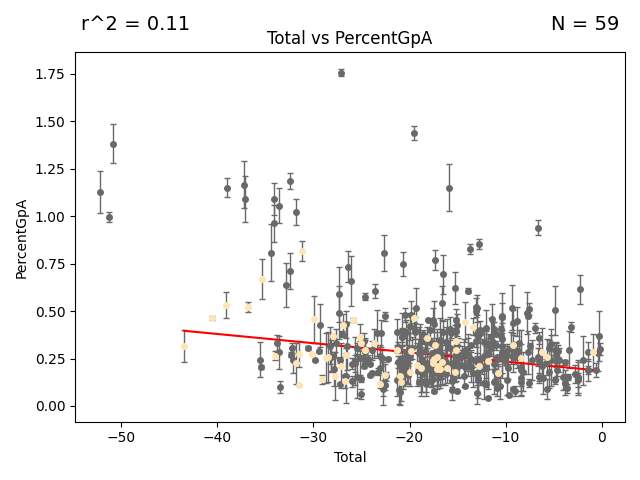 r^2 = 0.11
N = 59
Total vs PercentGpA
1.75
1.50
1.25
1.00
0.75
0.50
0.25
0.00
PercentGpA
−50
−40
−30
−20
−10
0
Total